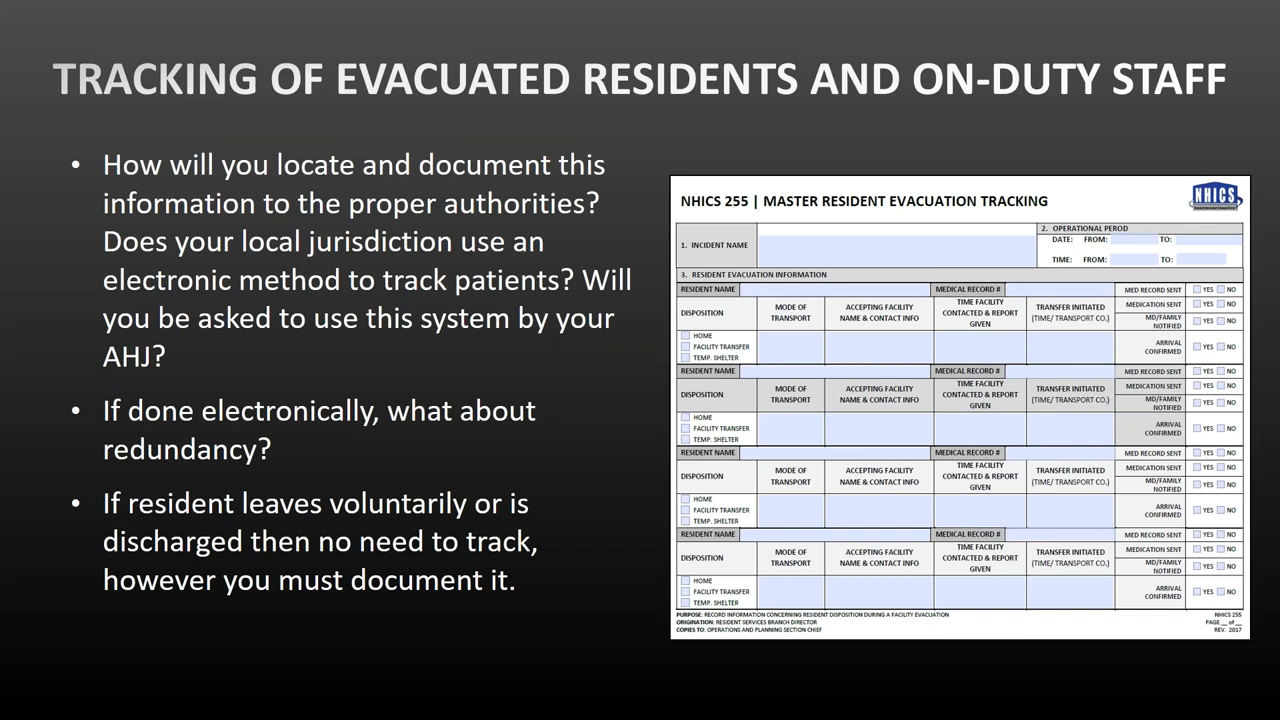 TRACKING OF EVACUATED RESIDENTS AND ON-DUTY STAFF
• How will you locate and document this
information to the proper authorities?
Does your local jurisdiction use an
electronic method to track patients? Will
you be asked to use this system by your
AHJ?
• If done electronically, what about
redundancy?
• If resident leaves voluntarily or is
discharged then no need to track,
however you must document it.
NHICS 255 | MASTER RESIDENT EVACUATION TRACKING
NHICS
1. INCIDENT NAME
2. OPERATIONAL PEROD
DATE: FROM: TO:
TIME: FROM: TO:
3. RESIDENT EVACUATION INFORMATION
RESIDENT NAME MEDICAL RECORD # MED RECORD SENT YES NO
DISPOSITION
MODE OF
TRANSPORT
ACCEPTING FACILITY
NAME & CONTACT INFO
TIME FACILITY
CONTACTED & REPORT
GIVEN
TRANSFER INITIATED
(TIME/ TRANSPORT CO.)
MEDICATION SENT YES NO
MD/FAMILY
NOTIFIED YES NO
HOME
FACILITY TRANSFER
TEMP. SHELTER
ARRIVAL
CONFIRMED YES NO
RESIDENT NAME MEDICAL RECORD # MED RECORD SENT YES NO
DISPOSITION
MODE OF
TRANSPORT
ACCEPTING FACILITY
NAME & CONTACT INFO
TIME FACILITY
CONTACTED & REPORT
GIVEN
TRANSFER INITIATED
(TIME/ TRANSPORT CO.)
MEDICATION SENT YES NO
MD/FAMILY
NOTIFIED YES NO
HOME
FACILITY TRANSFER
TEMP. SHELTER
ARRIVAL
CONFIRMED YES NO
RESIDENT NAME MEDICAL RECORD # MED RECORD SENT YES NO
DISPOSITION
MODE OF
TRANSPORT
ACCEPTING FACILITY
NAME & CONTACT INFO
TIME FACILITY
CONTACTED & REPORT
GIVEN
TRANSFER INITIATED
(TIME/ TRANSPORT CO.)
MEDICATION SENT YES NO
MD/FAMILY
NOTIFIED YES NO
HOME
FACILITY TRANSFER
TEMP. SHELTER
ARRIVAL
CONFIRMED YES NO
RESIDENT NAME MEDICAL RECORD # MED RECORD SENT YES NO
DISPOSITION
MODE OF
TRANSPORT
ACCEPTING FACILITY
NAME & CONTACT INFO
TIME FACILITY
CONTACTED & REPORT
GIVEN
TRANSFER INITIATED
(TIME/ TRANSPORT CO.)
MEDICATION SENT YES NO
MD/FAMILY
NOTIFIED YES NO
HOME
FACILITY TRANSFER
TEMP. SHELTER
ARRIVAL
CONFIRMED YES NO
PURPOSE: RECORD INFORMATION CONCERNING RESIDENT DISPOSITION DURING A FACILITY EVACUATION
ORIGINATION: RESIDENT SERVICES BRANCH DIRECTOR
COPIES TO: OPERATIONS AND PLANNING SECTION CHIEF
NHICS 255
PAGE __ of __
REV. 2017